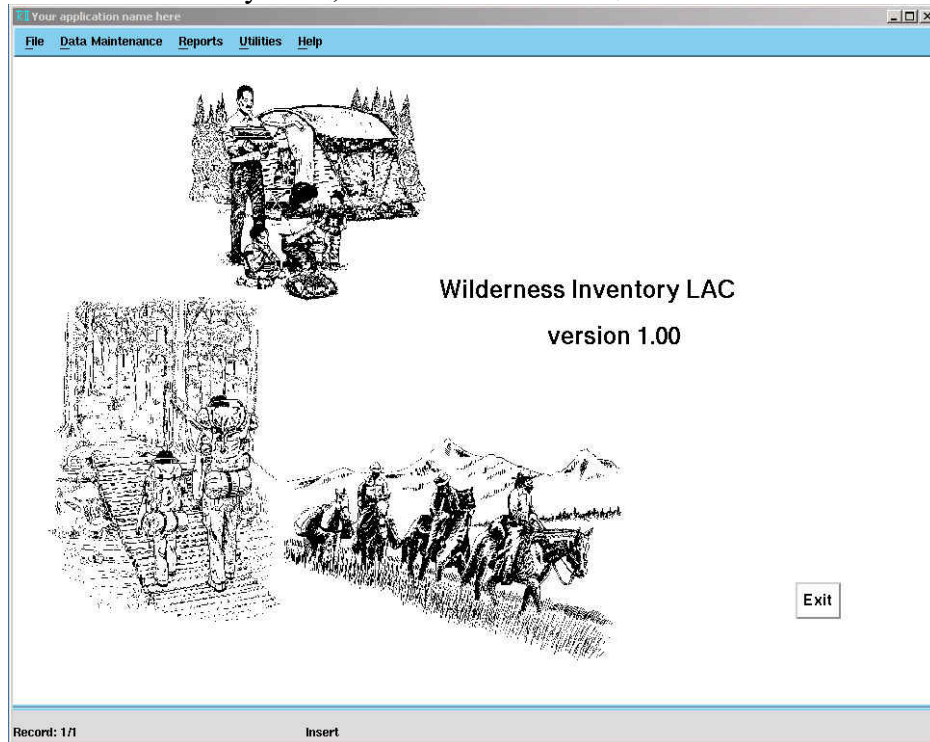 Your application name here
File Data Maintenance Reports Utilities Help
Wilderness Inventory LAC
version 1.00
Exit
Record: 1/1 Insert